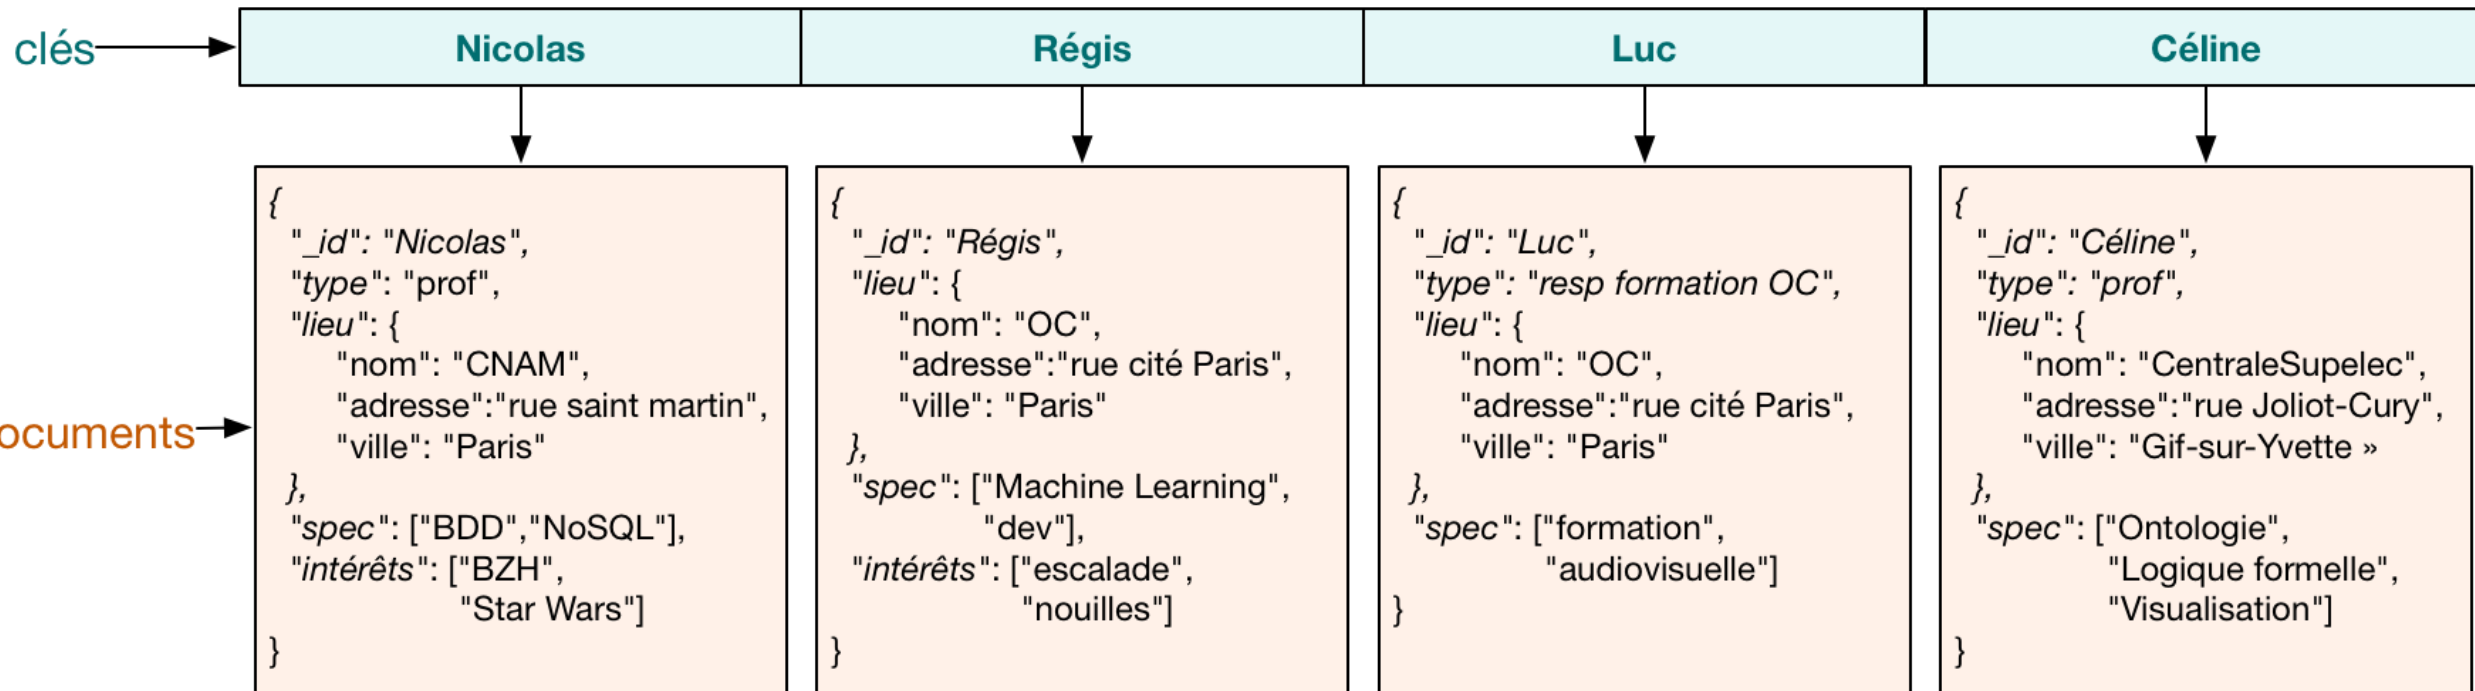 clés
Nicolas
Régis
Luc
Céline
ocuments
{
"_id": "Nicolas",
"type": "prof",
"lieu": {
"nom": "CNAM",
"adresse":"rue saint martin",
"ville": "Paris"
},
"spec": ["BDD","NoSQL"],
"intérêts": ["BZH",
"Star Wars"]
}
{
"_id": "Régis",
"lieu": {
"nom": "OC",
"adresse":"rue cité Paris",
"ville": "Paris"
},
"spec": ["Machine Learning",
"dev"],
"intérêts": ["escalade",
"nouilles"]
}
{
"_id": "Luc",
"type": "resp formation OC",
"lieu": {
"nom": "OC",
"adresse":"rue cité Paris",
"ville": "Paris"
},
"spec": ["formation",
"audiovisuelle"]
}
{
"_id": "Céline",
"type": "prof",
"lieu": {
"nom": "CentraleSupelec",
"adresse":"rue Joliot-Cury",
"ville": "Gif-sur-Yvette »
},
"spec": ["Ontologie",
"Logique formelle",
"Visualisation"]
}